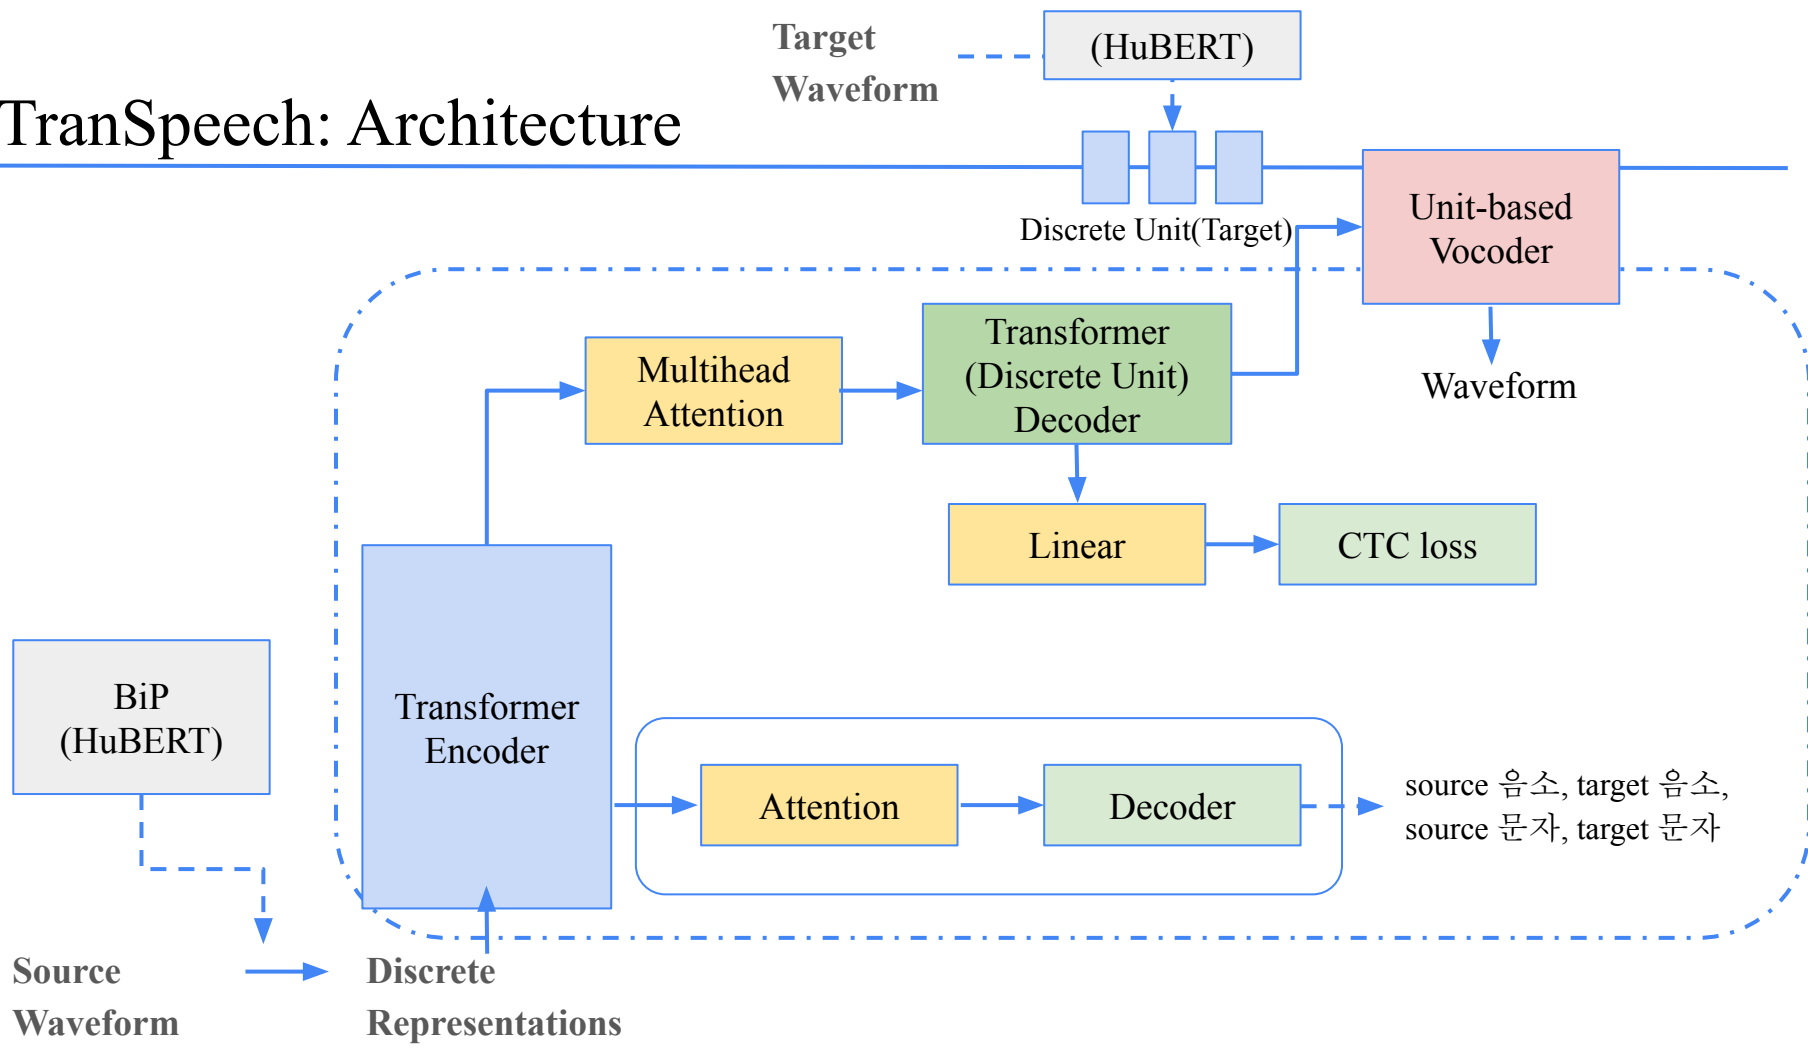 Target
Waveform
(HuBERT)
TranSpeech: Architecture
Discrete Unit(Target)
Unit-based
Vocoder
Waveform
Multihead
Attention
Transformer
(Discrete Unit)
Decoder
Linear
CTC loss
BiP
(HuBERT)
Transformer
Encoder
Attention
Decoder
source 음소, target 음소,
source 문자, target 문자
Source
Waveform
Discrete
Representations